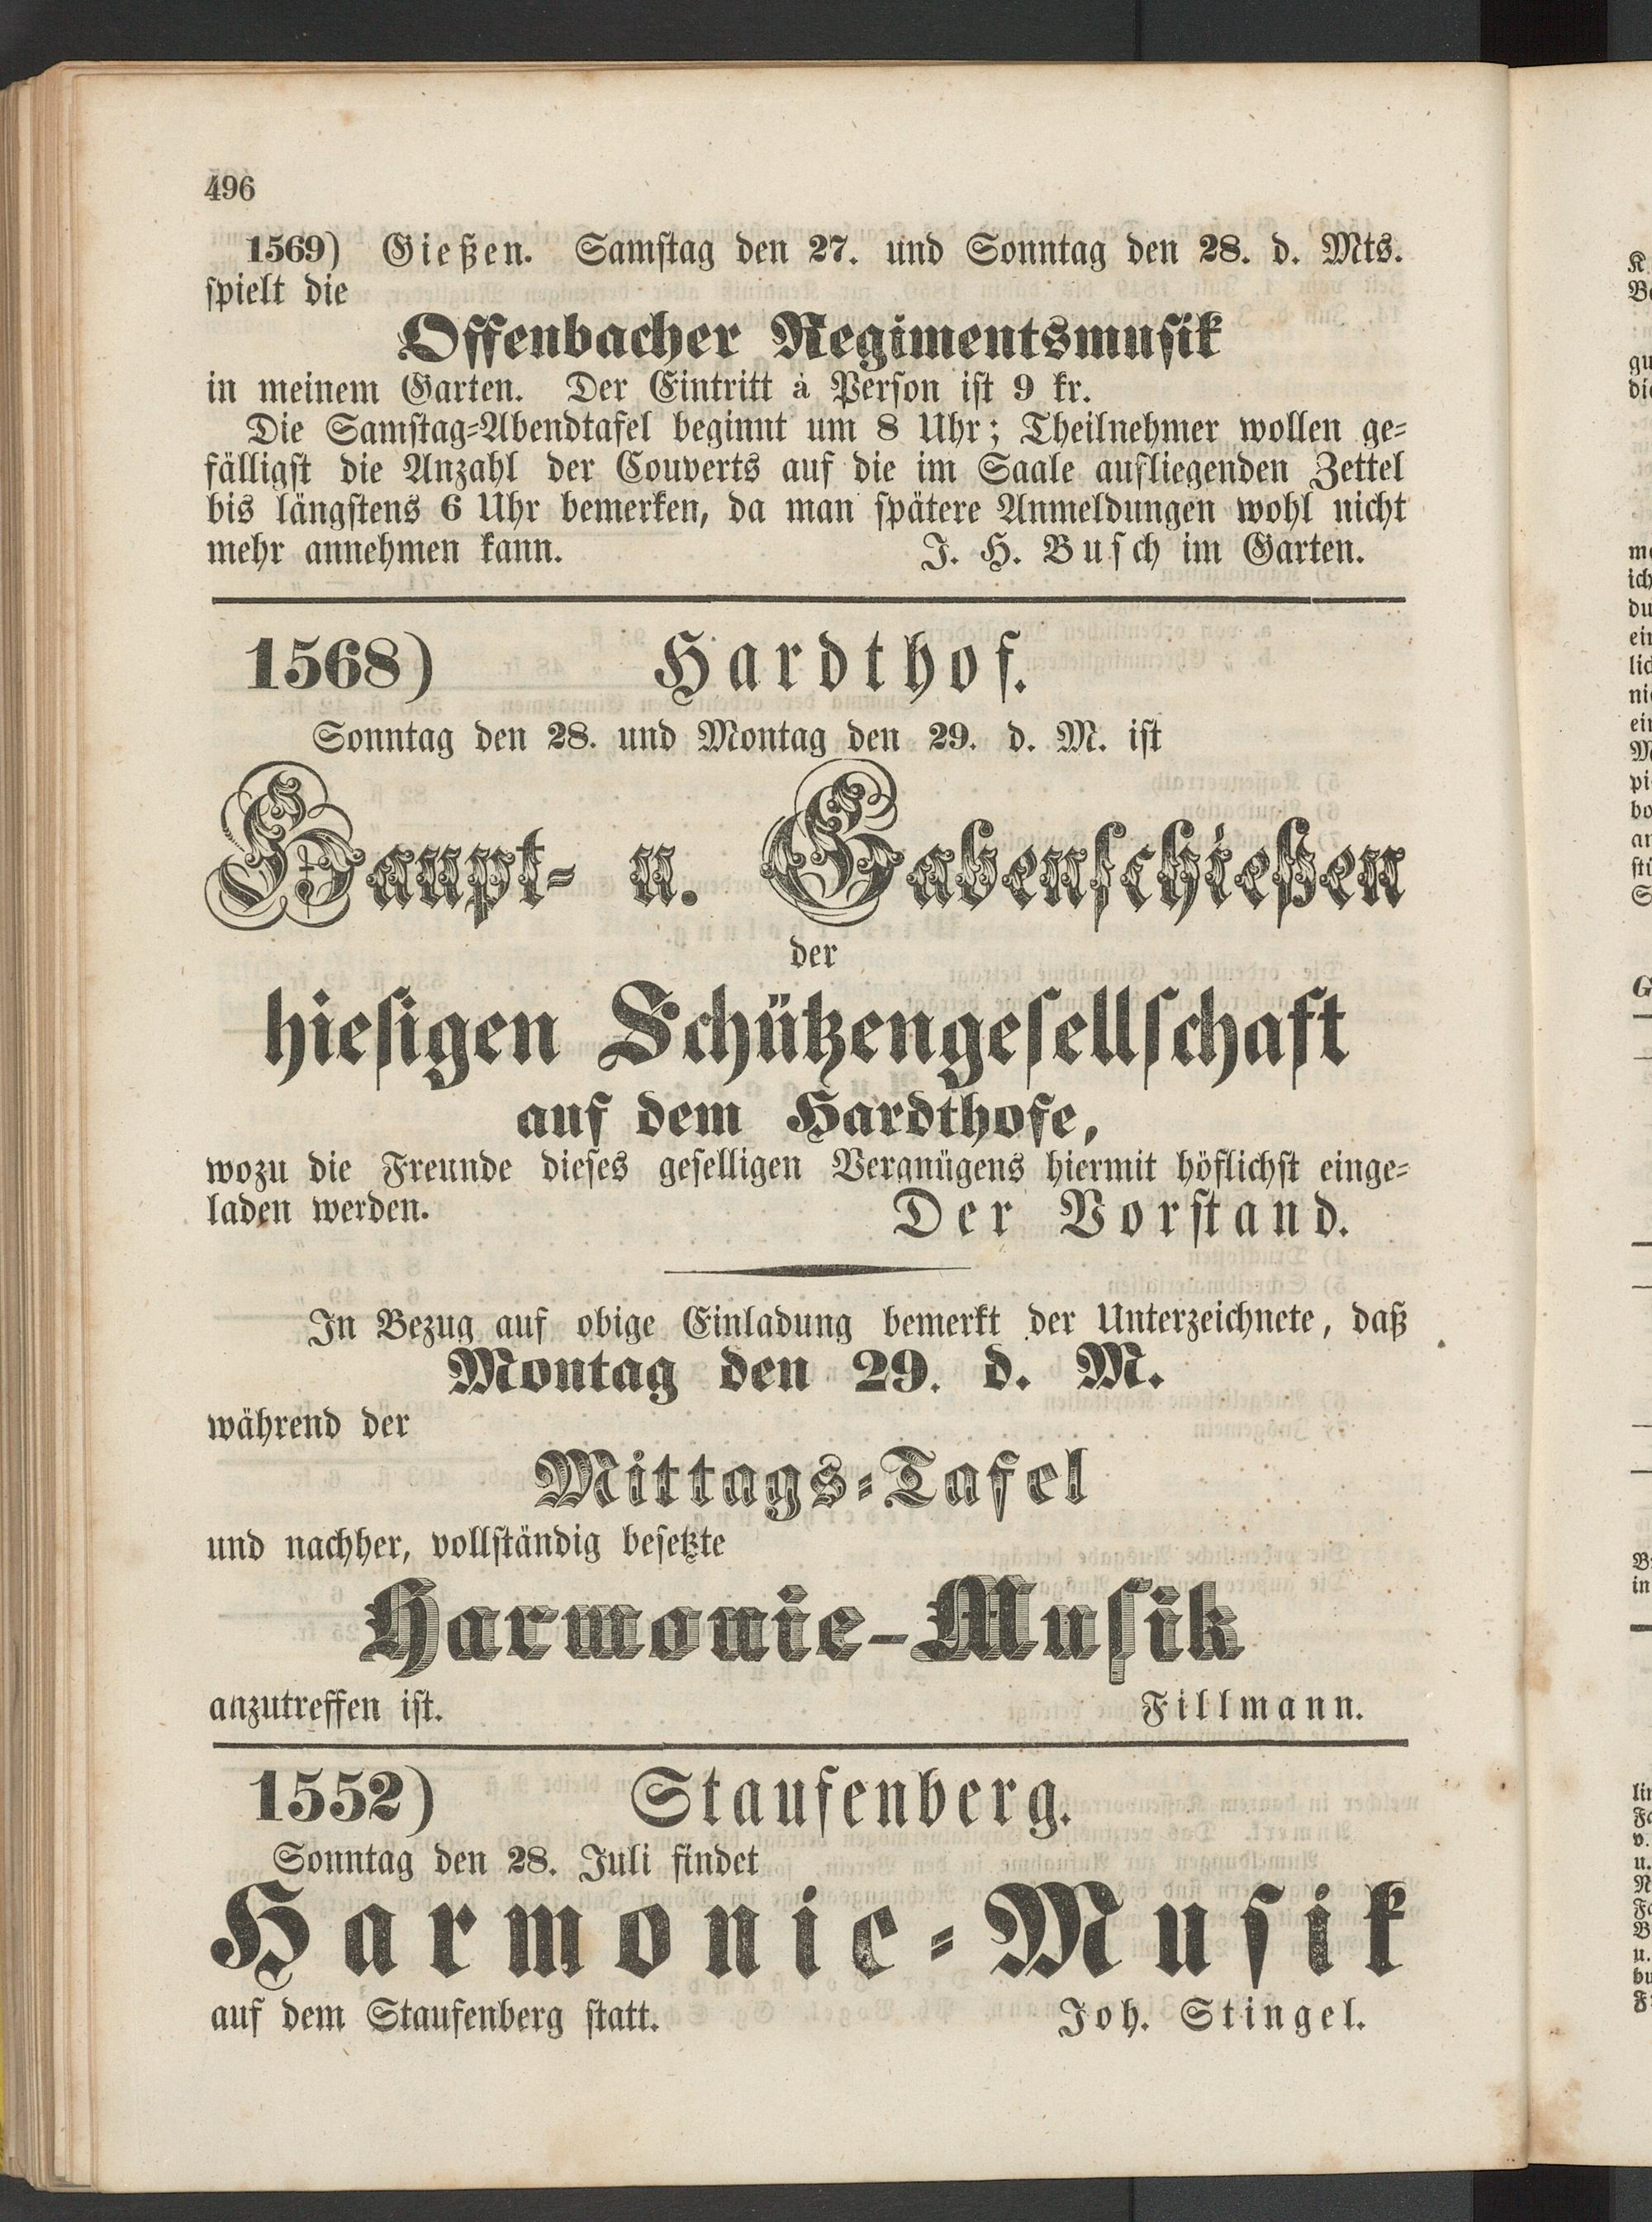 496
1569) Gießen. Samstag den 27. und Sonntag den 28. d. Mts.
spielt die
Offenbacher Regimentsmusik
in meinem Garten. Der Eintritt à Person ist 9 kr.
Die Samstag-Abendtafel beginnt um 8 Uhr; Theilnehmer wollen ge-
fälligst die Anzahl der Couverts auf die im Saale aufliegenden Zettel
bis längstens 6 Uhr bemerken, da man spätere Anmeldungen wohl nicht
mehr annehmen kann. J. H. Busch im Garten.
1568) Hardthof.
Sonntag den 28. und Montag den 29. d. M. ist
Haupt- u. Gabenschießen
der
hiesigen Schützengesellschaft
auf dem Hardthofe,
wozu die Freunde dieses geselligen Vergnügens hiermit höflichst einge-
laden werden. Der Vorstand.
In Bezug auf obige Einladung bemerkt der Unterzeichnete, daß
Montag den 29. d. M.
während der
Mittags-Tafel
und nachher, vollständig besetzte
Harmonie-Musik
anzutreffen ist. Fillmann.
1552) Staufenberg.
Sonntag den 28. Juli findet
Harmonie-Musik
auf dem Staufenberg statt. Joh. Stingel.